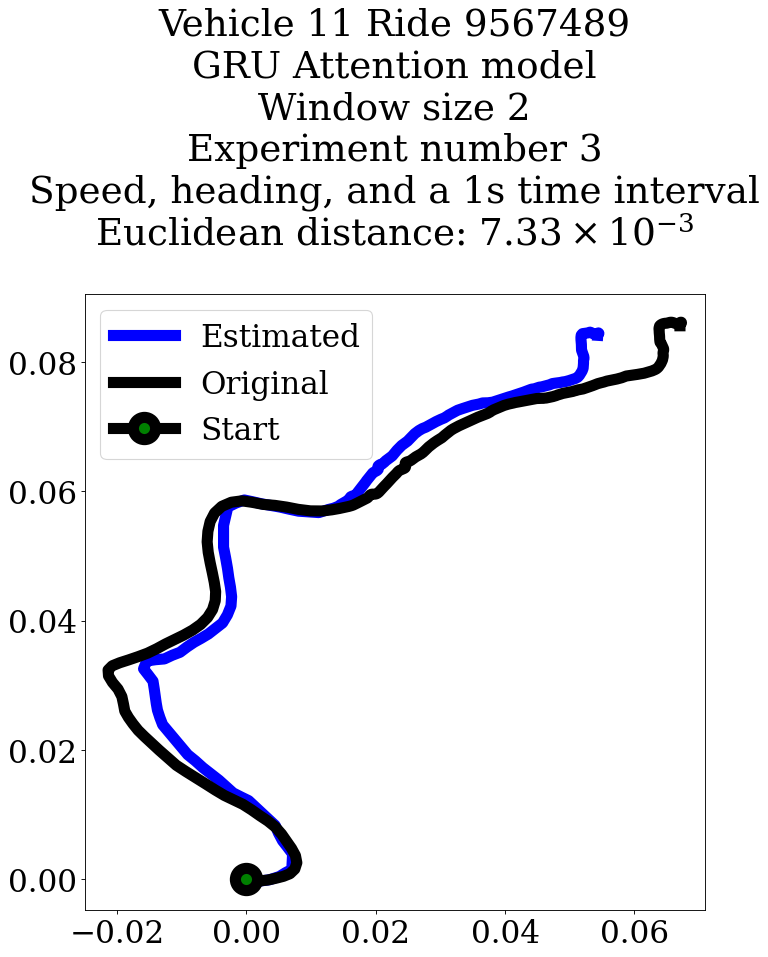 Vehicle 11 Ride 9567489
GRU Attention model
Window size 2
Experiment number 3
Speed, heading, and a 1s time interval
Euclidean distance: 7.33 × 10⁻³
Estimated
Original
Start
0.08
0.06
0.04
0.02
0.00
−0.02 0.00 0.02 0.04 0.06